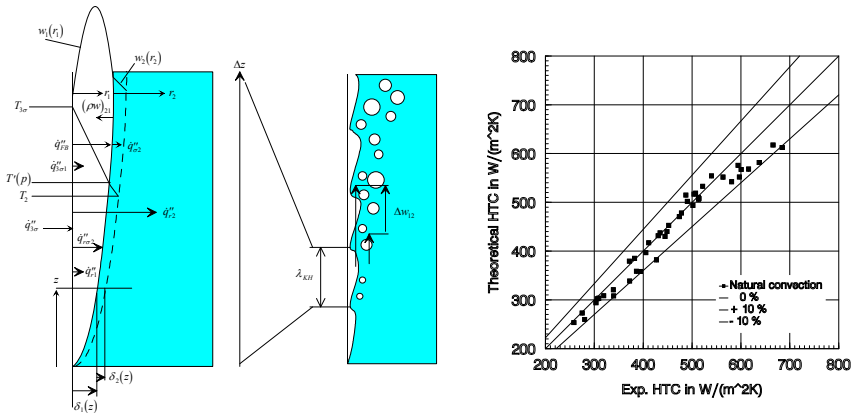 w₁(r₁)
w₂(r₂)
r₁
r₂
(ρw)₂₁
T₃σ
q̇″FB
q̇″σ2
q̇″3σ1
T′(p)
T₂
q̇″r2
q̇″3σ
q̇″rσ2
q̇″r1
z
δ₂(z)
δ₁(z)
Δz
Δw₁₂
λKH
Theoretical HTC in W/(m^2K)
800
700
600
500
400
300
200
Natural convection
0 %
+ 10 %
- 10 %
200 300 400 500 600 700 800
Exp. HTC in W/(m^2K)